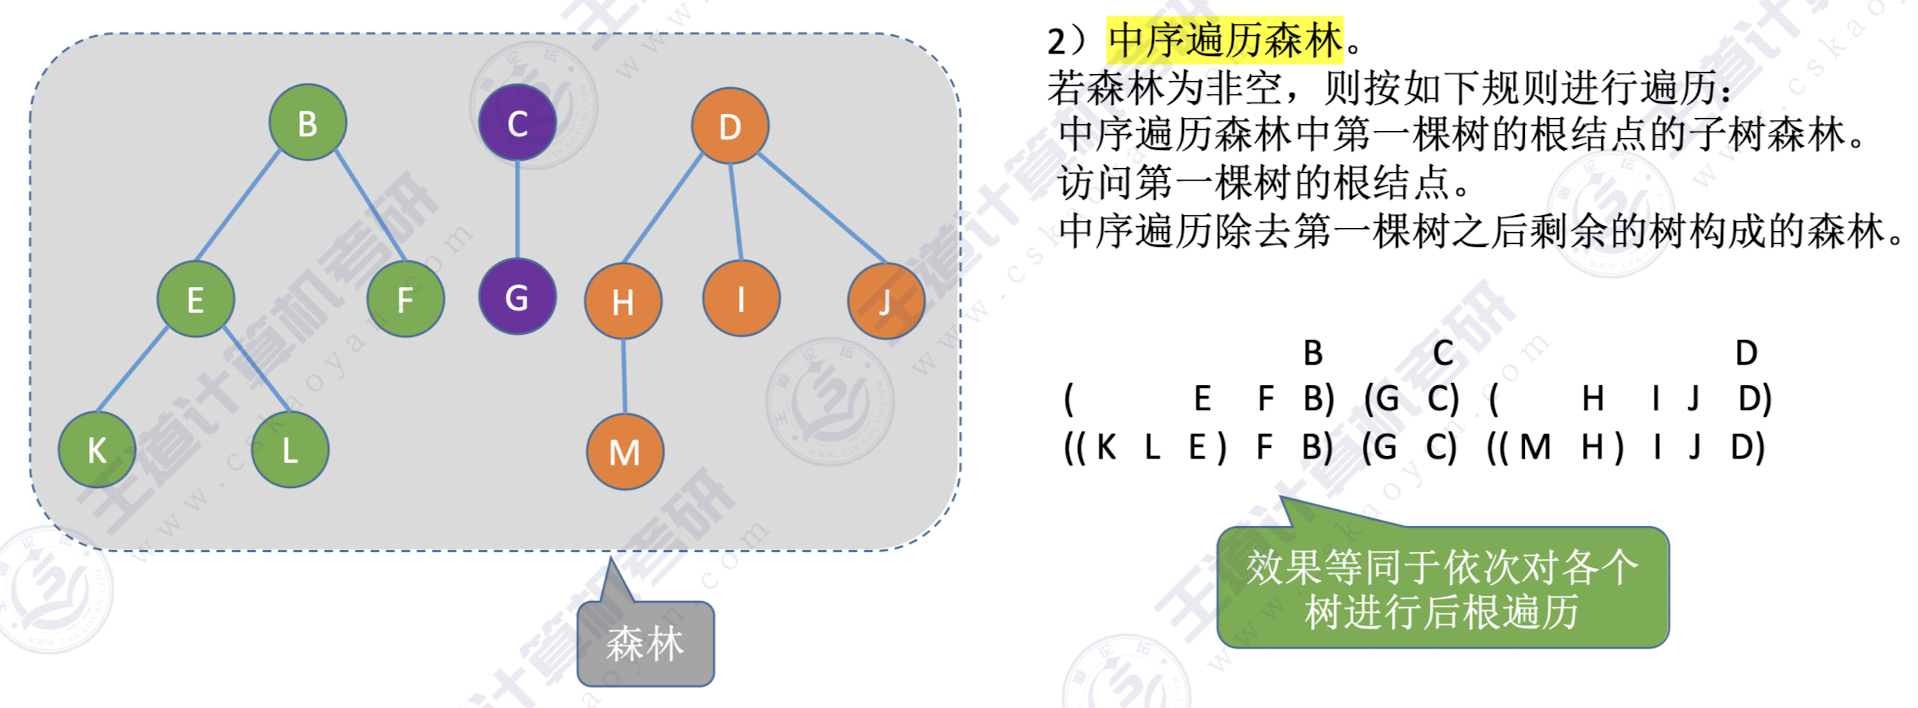 B
C
D
E
F
G
H
I
J
K
L
M
森林
2）中序遍历森林。
若森林为非空，则按如下规则进行遍历：
中序遍历森林中第一棵树的根结点的子树森林。
访问第一棵树的根结点。
中序遍历除去第一棵树之后剩余的树构成的森林。
B C D
( E F B) (G C) ( H I J D)
(( K L E ) F B) (G C) (( M H ) I J D)
效果等同于依次对各个
树进行后根遍历
王道计算机考研
www.cskaoyan.com